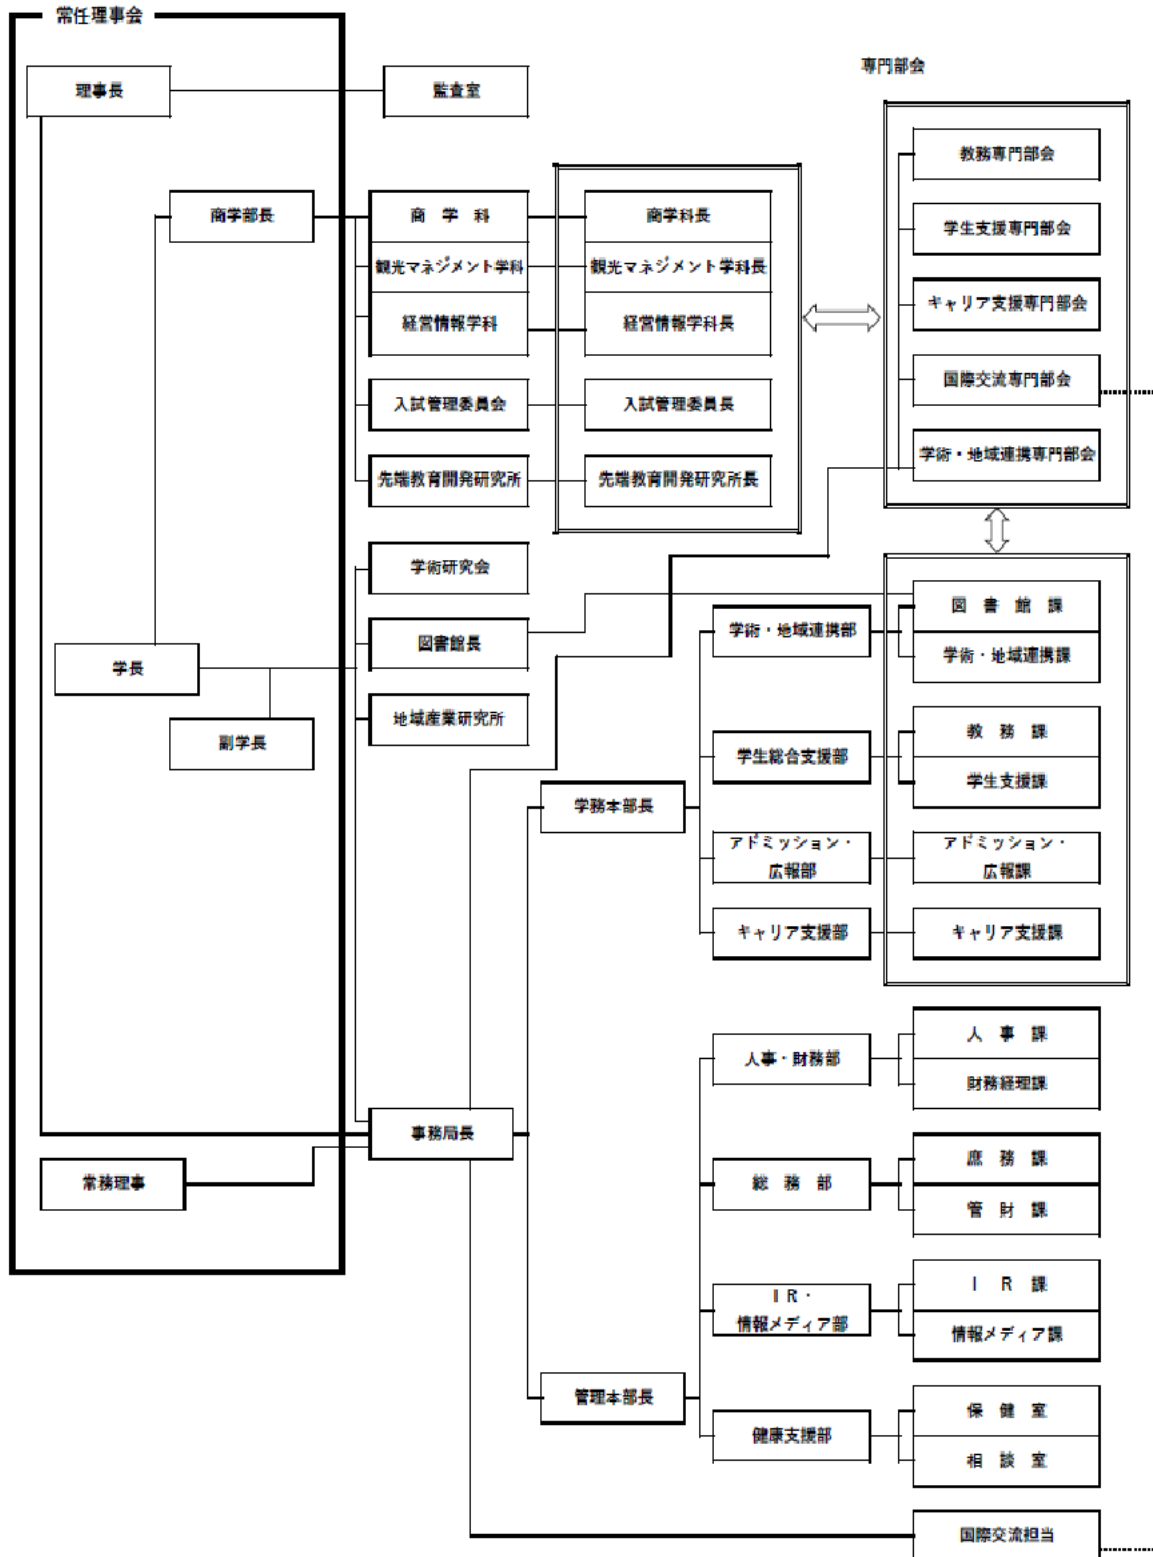 常任理事会
専門部会
理事長
監査室
教務専門部会
商学部長
商　学　科
商学科長
学生支援専門部会
観光マネジメント学科
観光マネジメント学科長
キャリア支援専門部会
経営情報学科
経営情報学科長
国際交流専門部会
入試管理委員会
入試管理委員長
学術・地域連携専門部会
先端教育開発研究所
先端教育開発研究所長
学術研究会
図　書　館　課
図書館長
学術・地域連携部
学術・地域連携課
学長
地域産業研究所
副学長
教　務　課
学生総合支援部
学生支援課
学務本部長
アドミッション・
広報部
アドミッション・
広報課
キャリア支援部
キャリア支援課
人　事　課
人事・財務部
財務経理課
事務局長
常務理事
庶　務　課
総　務　部
管　財　課
ＩＲ・
情報メディア部
Ｉ　Ｒ　課
情報メディア課
管理本部長
保　健　室
健康支援部
相　談　室
国際交流担当